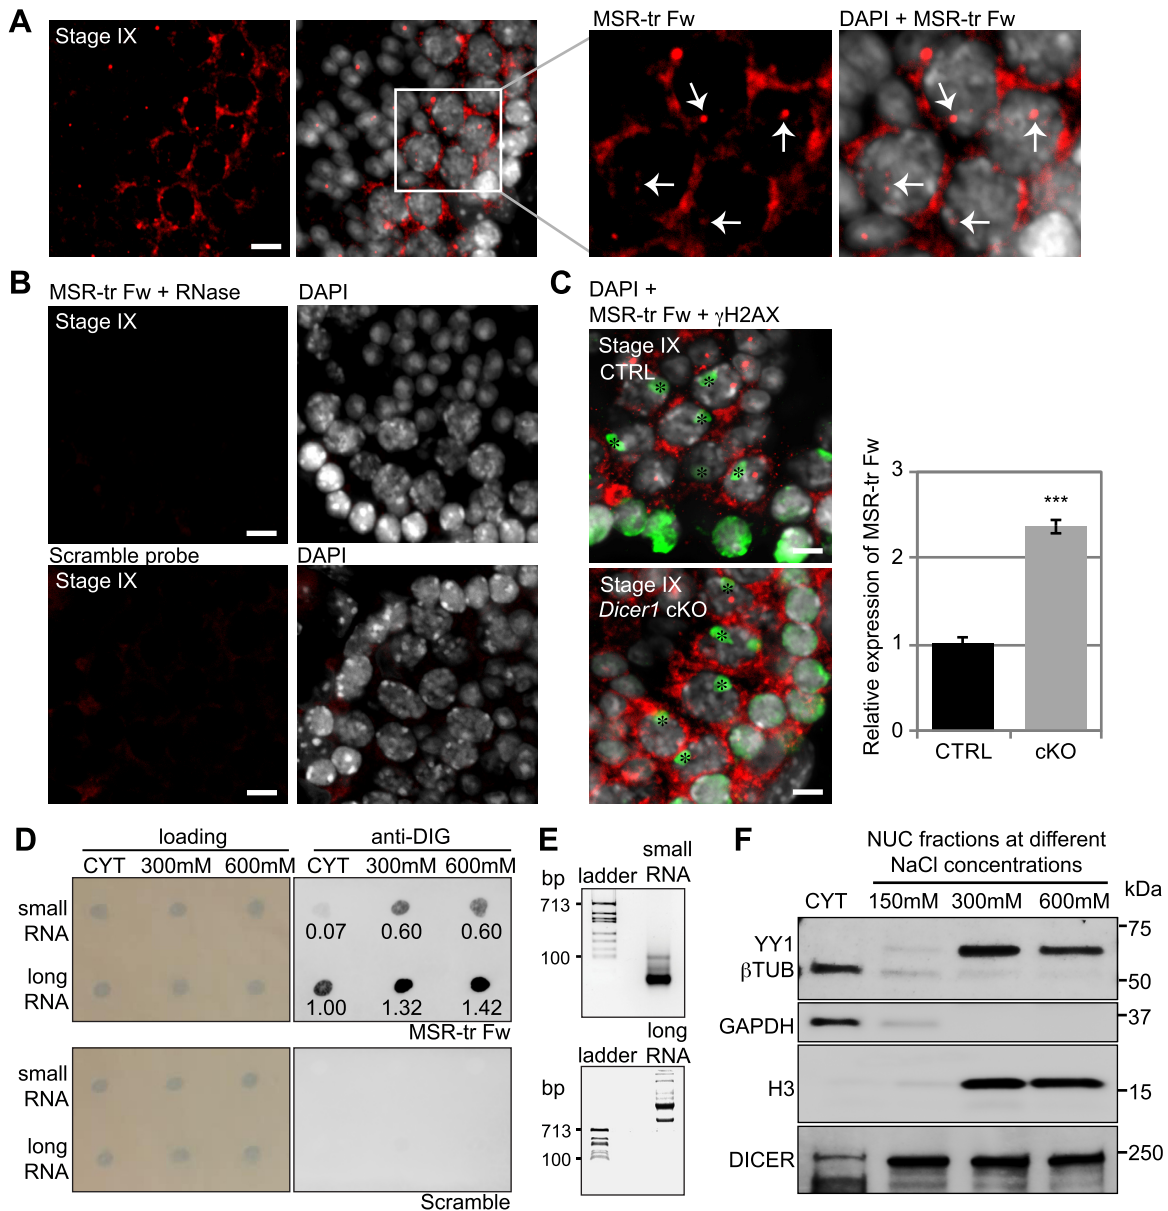 A
Stage IX
MSR-tr Fw
DAPI + MSR-tr Fw
B
MSR-tr Fw + RNase
DAPI
Stage IX
Scramble probe
DAPI
Stage IX
C
DAPI +
MSR-tr Fw + γH2AX
Stage IX
CTRL
Stage IX
Dicer1 cKO
Relative expression of MSR-tr Fw
3
2
1
0
***
CTRL
cKO
D
loading
anti-DIG
CYT 300mM 600mM
CYT 300mM 600mM
small
RNA
0.07 0.60 0.60
long
RNA
1.00 1.32 1.42
MSR-tr Fw
small
RNA
long
RNA
Scramble
E
small
bp ladder RNA
713
100
long
ladder RNA
bp
713
100
F
NUC fractions at different
NaCl concentrations
kDa
CYT 150mM 300mM 600mM
75
YY1
βTUB
50
GAPDH
37
H3
15
DICER
250